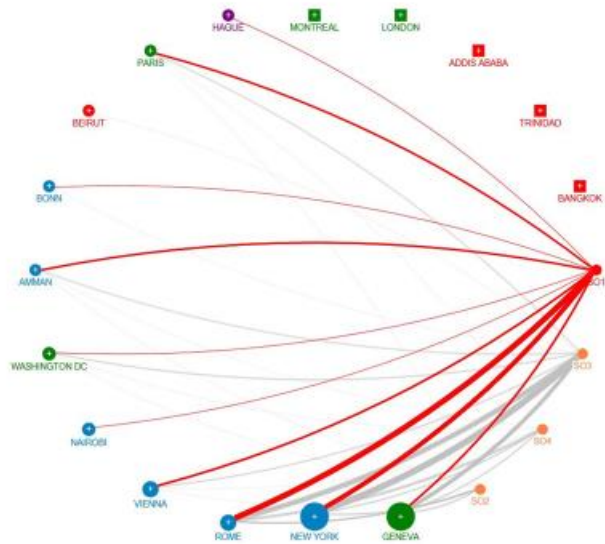 HAGUE
MONTREAL
LONDON
PARIS
ADDIS ABABA
BEIRUT
TRINIDAD
BONN
BANGKOK
AMMAN
SO1
WASHINGTON DC
SO3
NAIROBI
SO4
VIENNA
SO2
ROME
NEW YORK
GENEVA